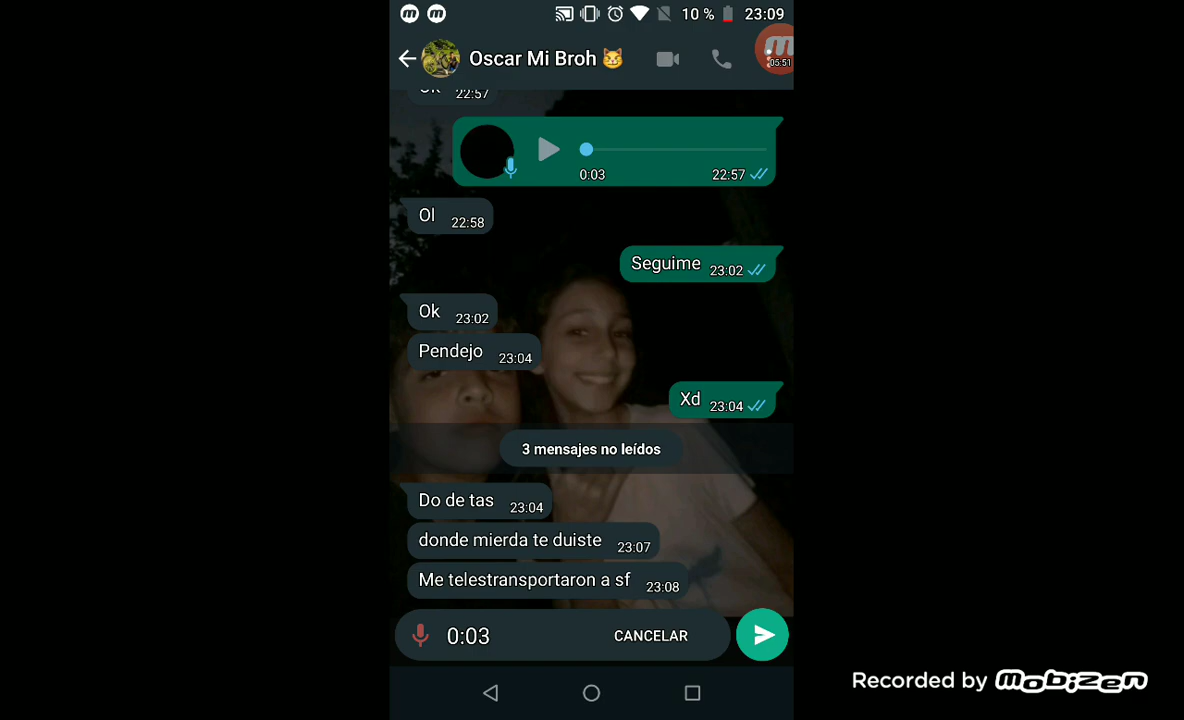 10 % 23:09
Oscar Mi Broh
05:51
22:57
0:03 22:57
Ol 22:58
Seguime 23:02
Ok 23:02
Pendejo 23:04
Xd 23:04
3 mensajes no leídos
Do de tas 23:04
donde mierda te duiste 23:07
Me telestransportaron a sf 23:08
0:03 CANCELAR
Recorded by mobizen